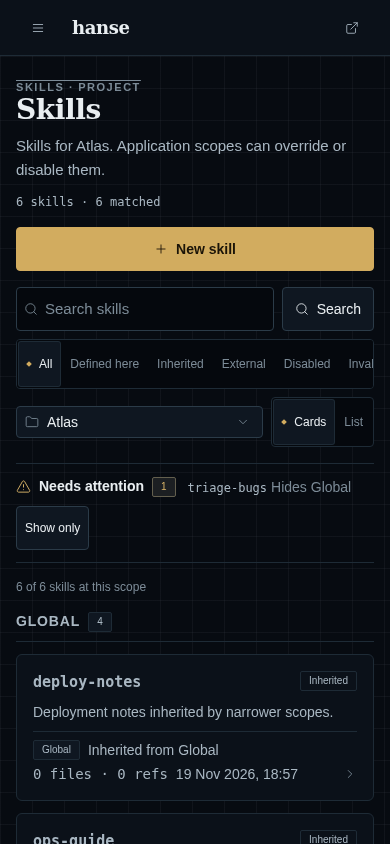 hanse
SKILLS · PROJECT
Skills
Skills for Atlas. Application scopes can override or
disable them.
6 skills · 6 matched
New skill
Search skills
Search
All Defined here Inherited External Disabled Inval
Atlas
Cards List
Needs attention 1 triage-bugs Hides Global
Show only
6 of 6 skills at this scope
GLOBAL 4
deploy-notes Inherited
Deployment notes inherited by narrower scopes.
Global Inherited from Global
0 files · 0 refs 19 Nov 2026, 18:57
ops-guide Inherited